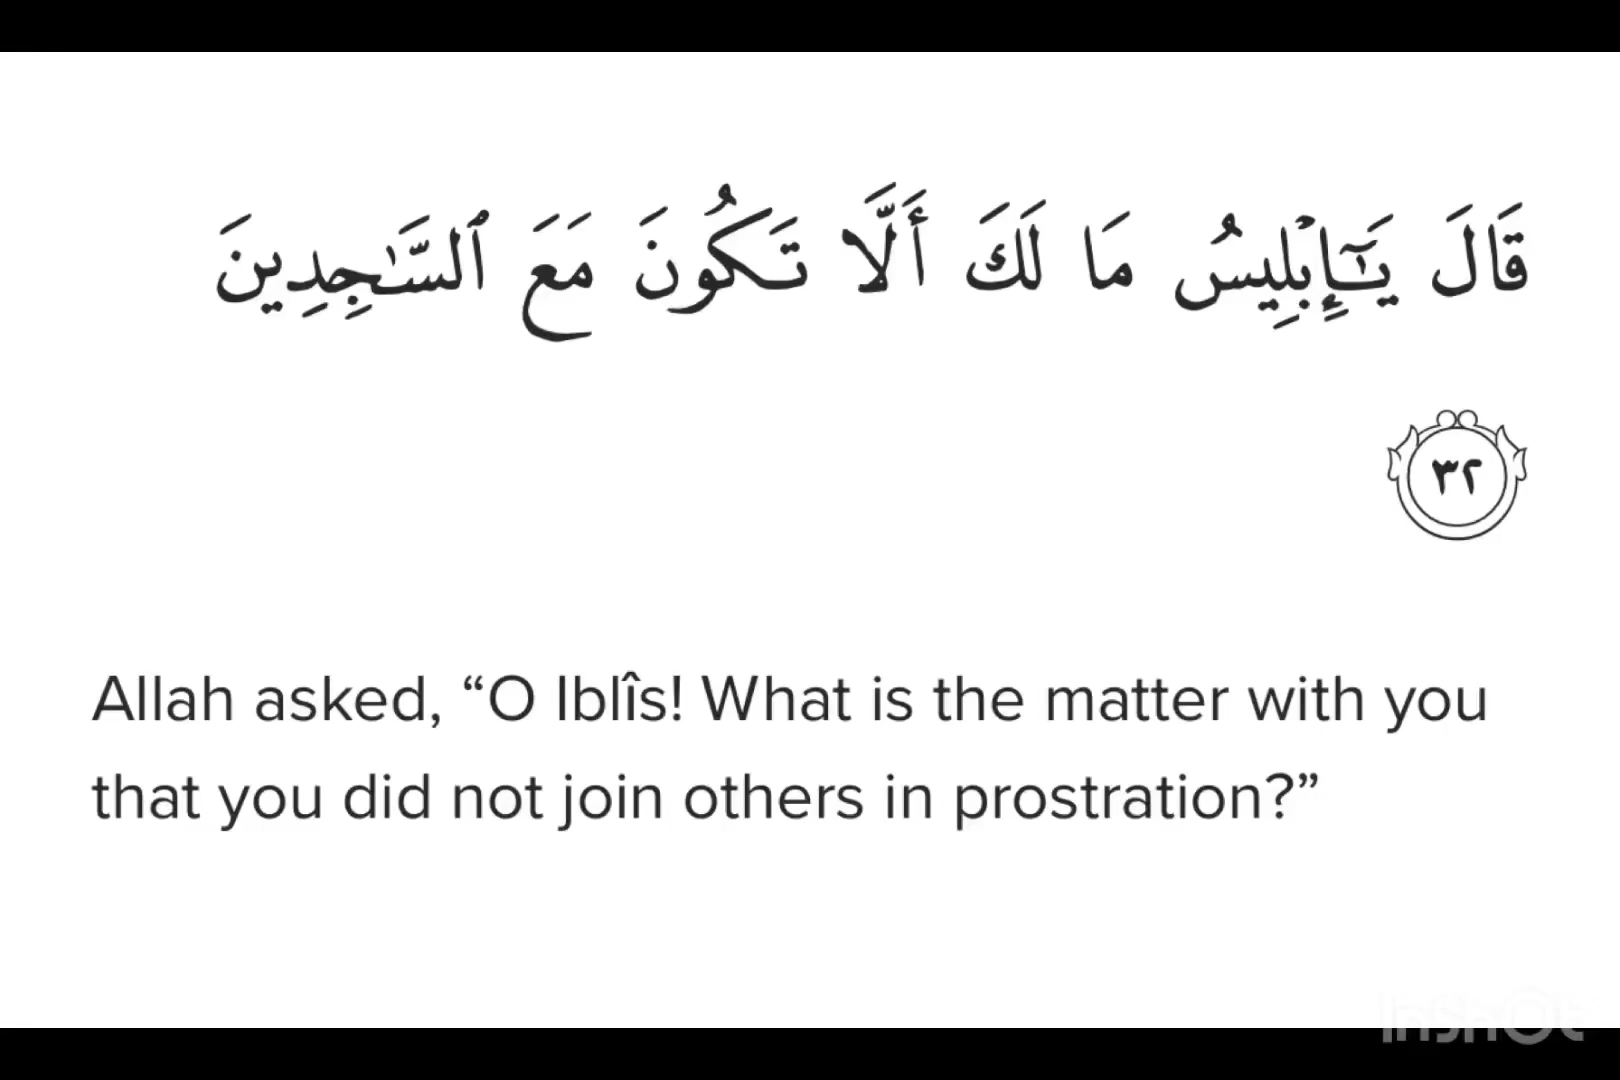 قَالَ يَـٰٓإِبْلِيسُ مَا لَكَ أَلَّا تَكُونَ مَعَ ٱلسَّـٰجِدِينَ
٣٢
Allah asked, “O Iblîs! What is the matter with you
that you did not join others in prostration?”
InShOt